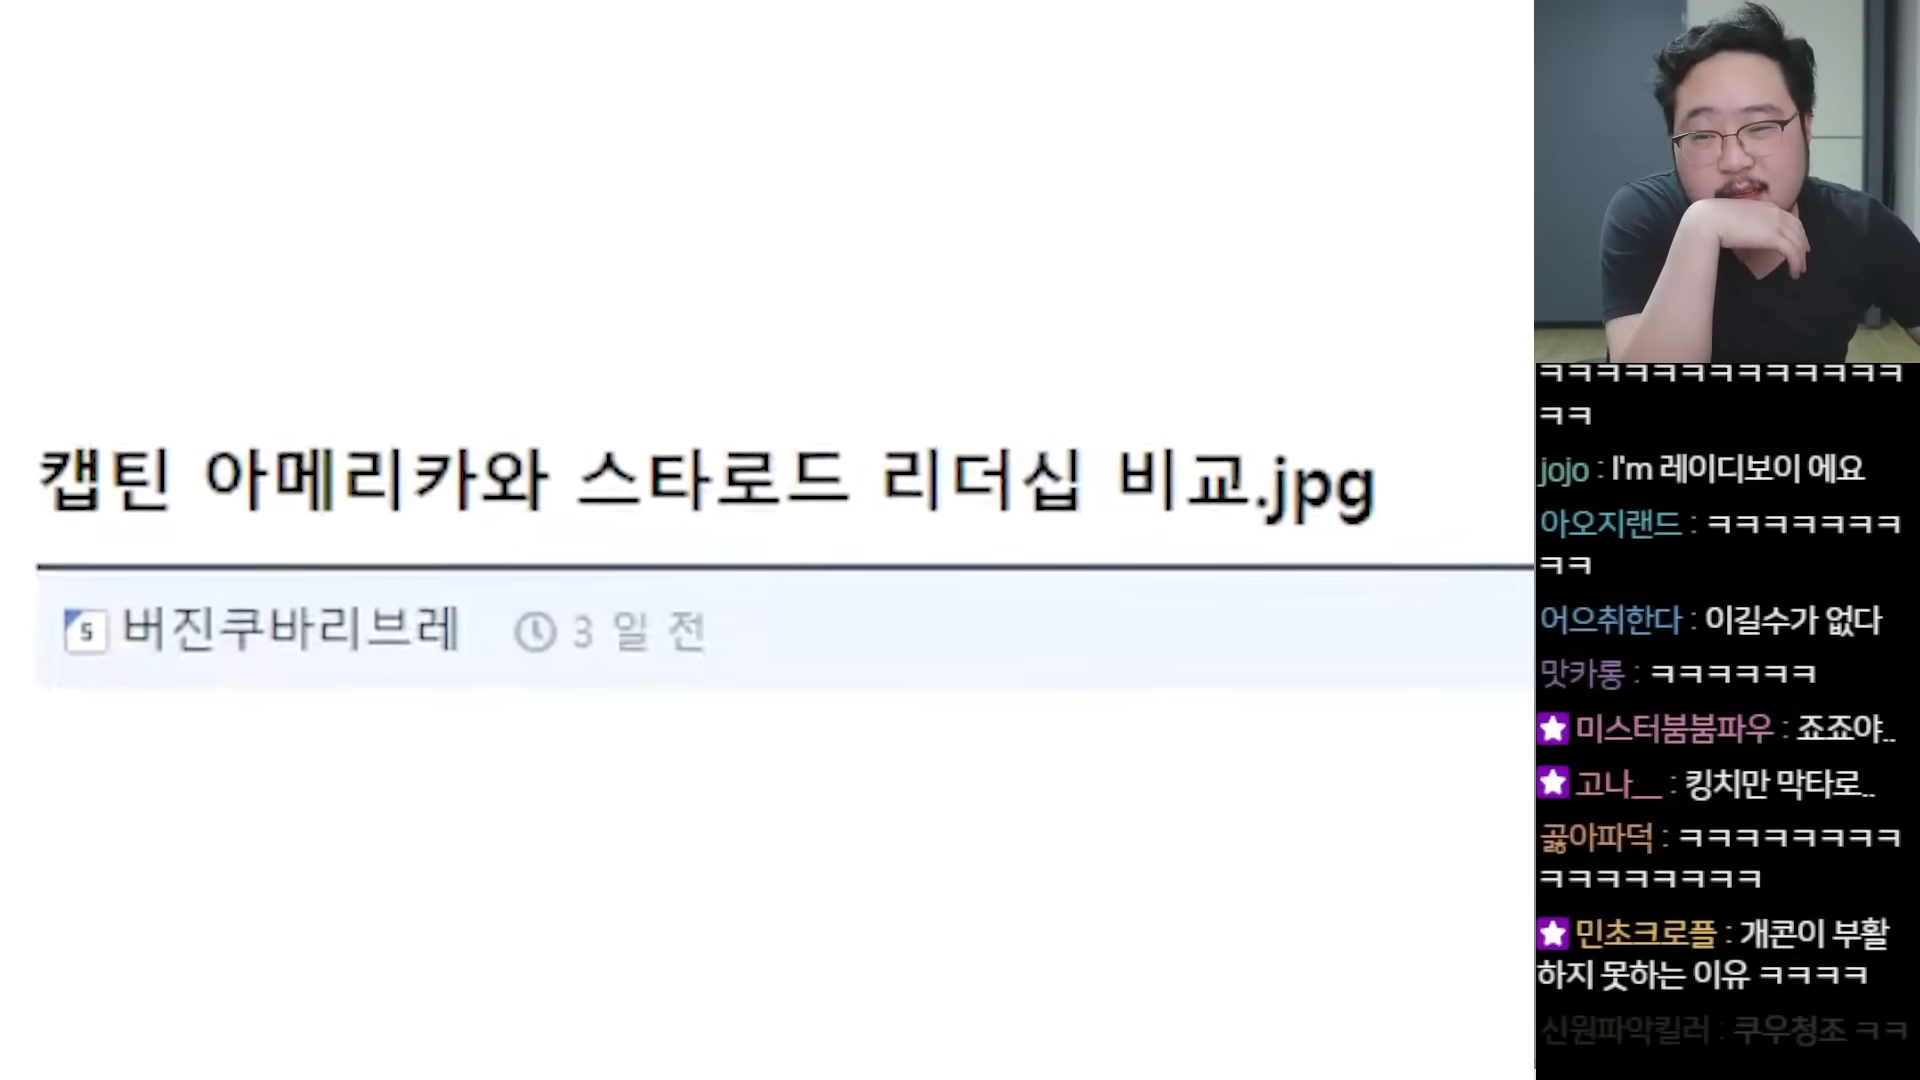 캡틴 아메리카와 스타로드 리더십 비교.jpg
5 버진쿠바리브레 3 일 전
ㅋㅋㅋㅋㅋㅋㅋㅋㅋㅋㅋㅋㅋ
ㅋㅋ
jojo : I'm 레이디보이 에요
아오지랜드 : ㅋㅋㅋㅋㅋㅋㅋ
ㅋㅋ
어으취한다 : 이길수가 없다
맛카롱 : ㅋㅋㅋㅋㅋㅋ
미스터붐붐파우 : 죠죠야..
고나__ : 킹치만 막타로..
곯아파덕 : ㅋㅋㅋㅋㅋㅋㅋㅋ
ㅋㅋㅋㅋㅋㅋㅋㅋ
민초크로플 : 개콘이 부활
하지 못하는 이유 ㅋㅋㅋㅋ
신원파악킬러 : 쿠우청조 ㅋㅋ